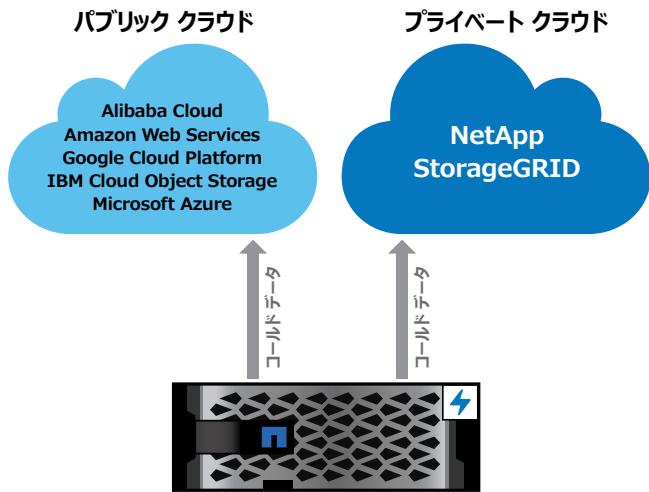 パブリック クラウド
プライベート クラウド
Alibaba Cloud
Amazon Web Services
Google Cloud Platform
IBM Cloud Object Storage
Microsoft Azure
NetApp
StorageGRID
コールド データ
コールド データ